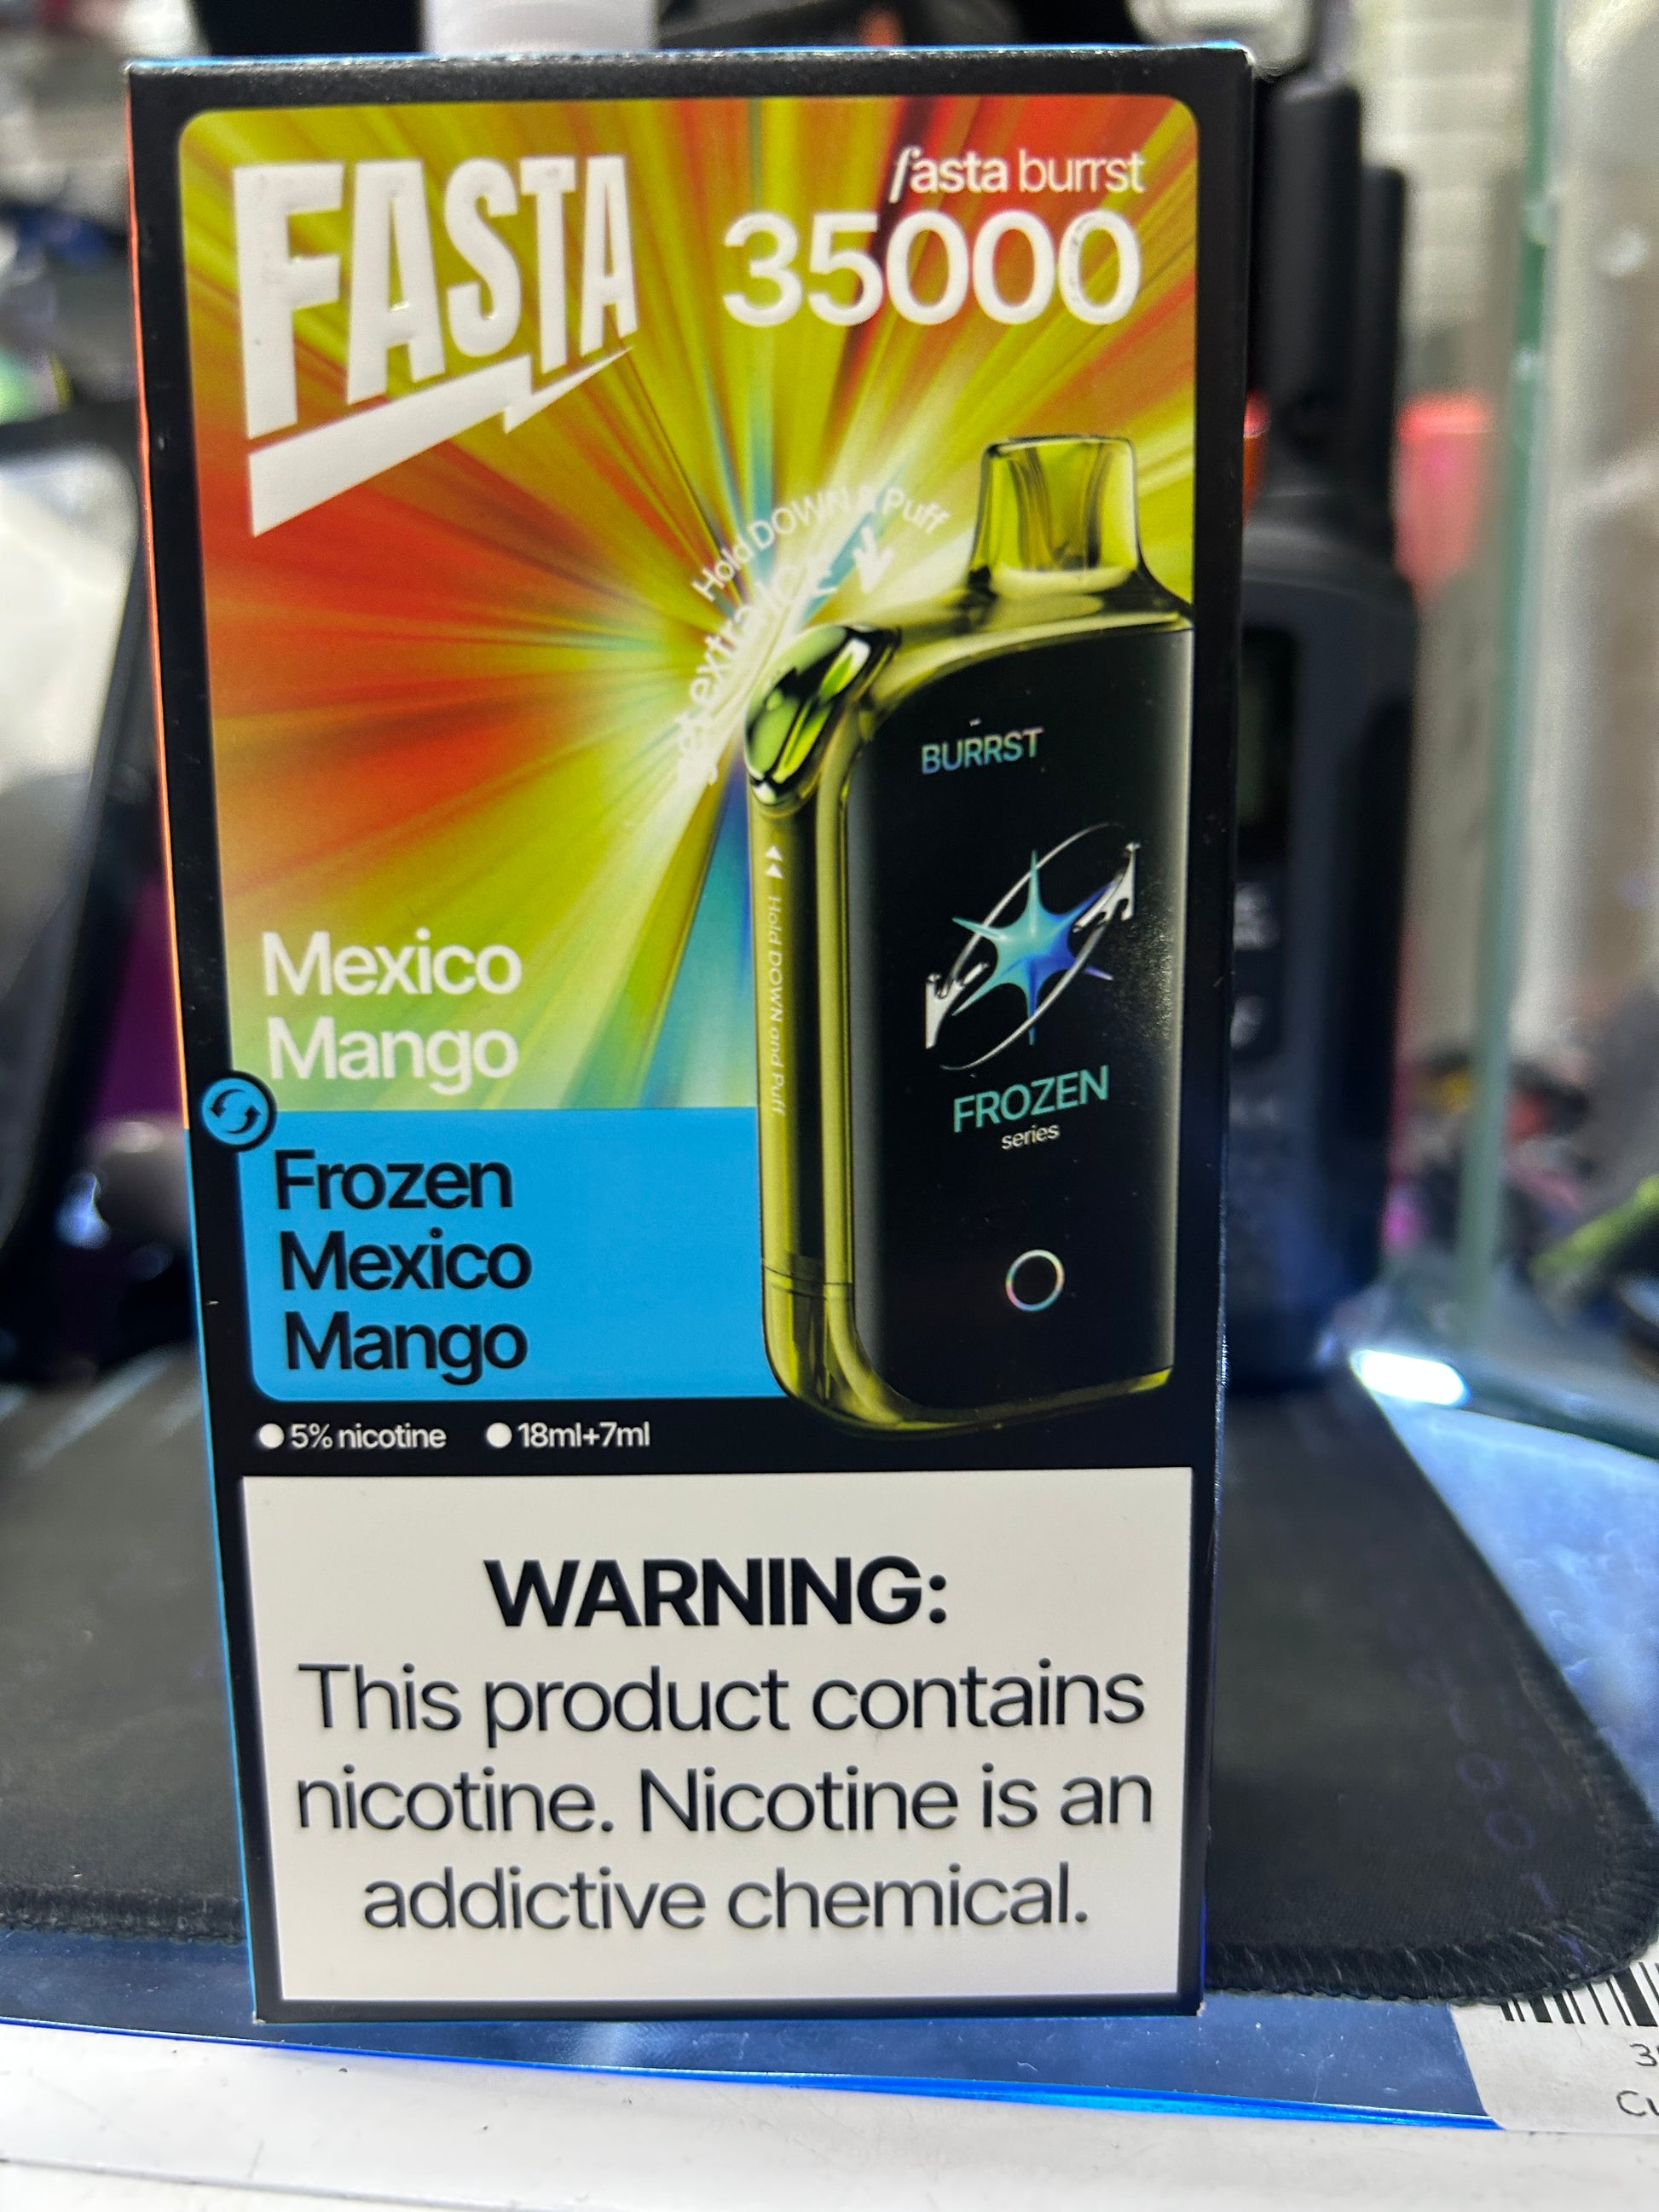 FASTA
fasta burrst
35000
Hold DOWN & Puff
BURRST
Hold DOWN and Puff
FROZEN
series
Mexico
Mango
Frozen
Mexico
Mango
5% nicotine
18ml+7ml
WARNING:
This product contains
nicotine. Nicotine is an
addictive chemical.